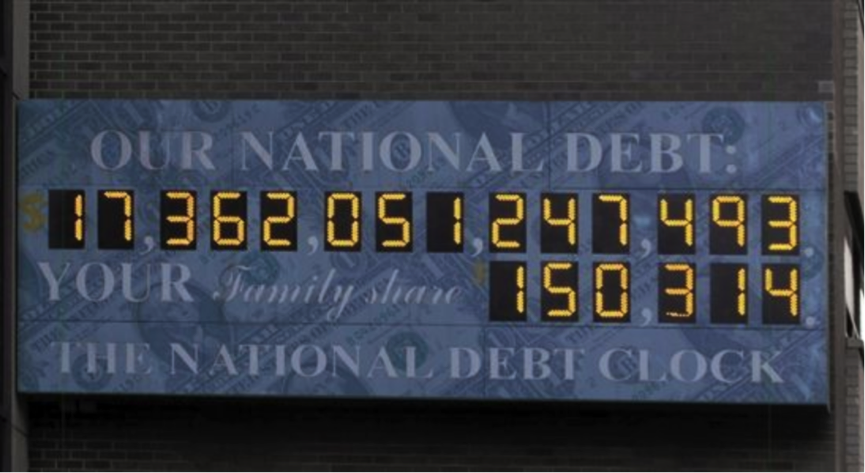 OUR NATIONAL DEBT:
$17,362,051,247,493.
YOUR Family share $150,314.
THE NATIONAL DEBT CLOCK